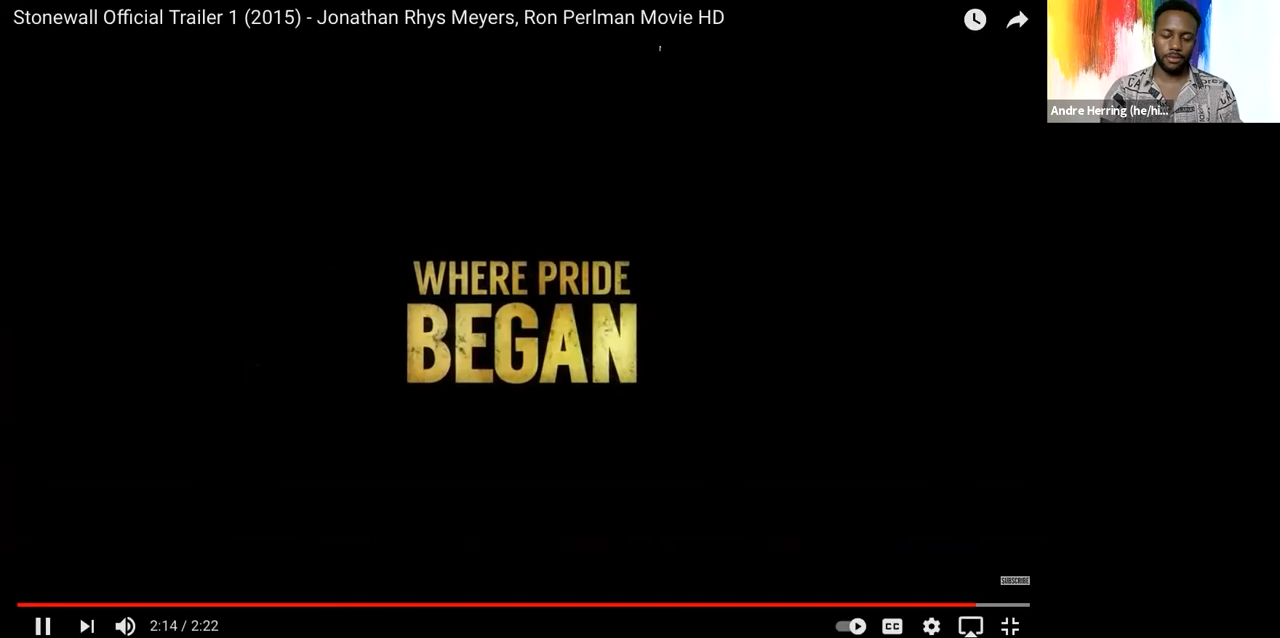 Stonewall Official Trailer 1 (2015) - Jonathan Rhys Meyers, Ron Perlman Movie HD
Andre Herring (he/hi...
WHERE PRIDE
BEGAN
SUBSCRIBE
2:14 / 2:22
CC